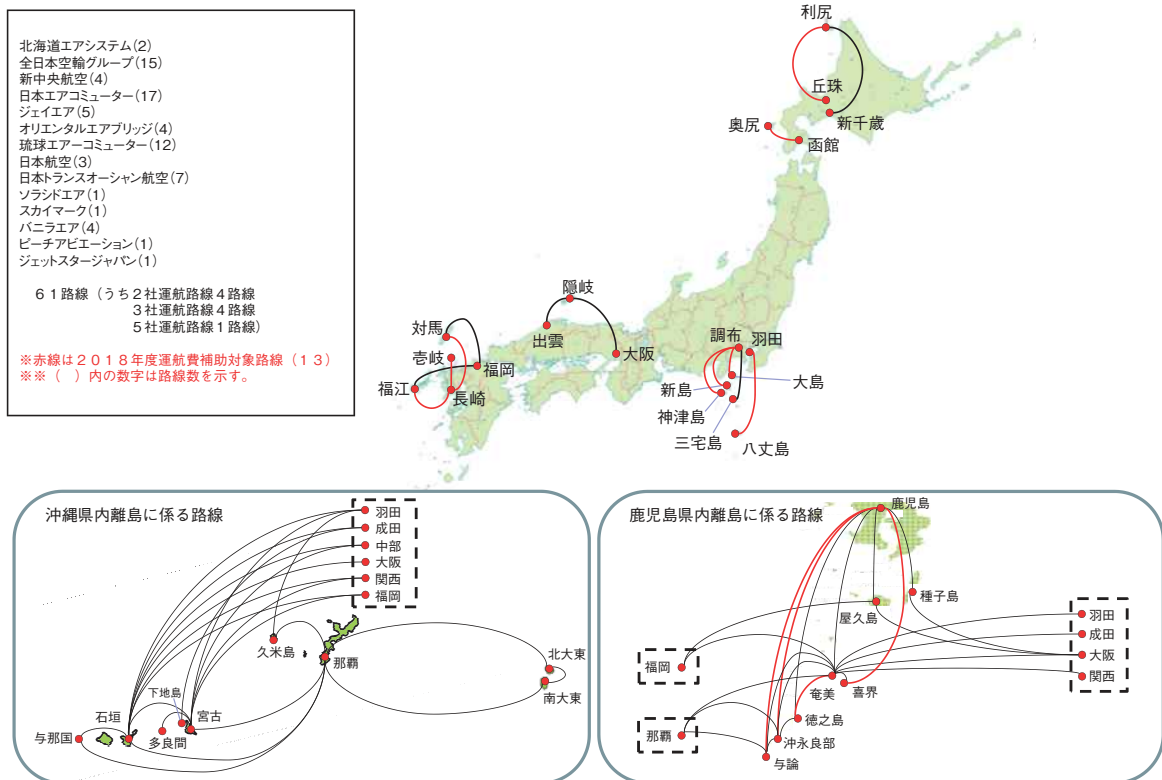 北海道エアシステム(2)
全日本空輸グループ(15)
新中央航空(4)
日本エアコミューター(17)
ジェイエア(5)
オリエンタルエアブリッジ(4)
琉球エアーコミューター(12)
日本航空(3)
日本トランスオーシャン航空(7)
ソラシドエア(1)
スカイマーク(1)
バニラエア(4)
ピーチアビエーション(1)
ジェットスタージャパン(1)
６１路線（うち２社運航路線４路線
３社運航路線４路線
５社運航路線１路線）
※赤線は２０１８年度運航費補助対象路線（１３）
※※（　）内の数字は路線数を示す。
利尻
丘珠
新千歳
奥尻
函館
隠岐
出雲
大阪
対馬
壱岐
福岡
福江
長崎
調布
羽田
大島
新島
神津島
三宅島
八丈島
沖縄県内離島に係る路線
羽田
成田
中部
大阪
関西
福岡
久米島
那覇
北大東
南大東
下地島
宮古
石垣
多良間
与那国
鹿児島県内離島に係る路線
鹿児島
種子島
屋久島
羽田
成田
大阪
関西
福岡
奄美
喜界
徳之島
那覇
沖永良部
与論